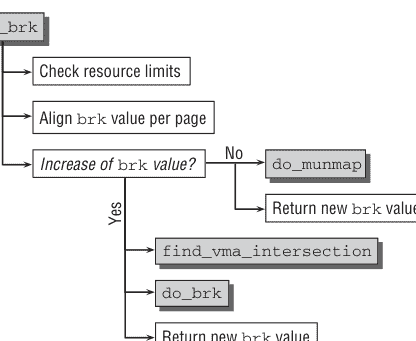 _brk
Check resource limits
Align brk value per page
Increase of brk value?
No
do_munmap
Return new brk value
Yes
find_vma_intersection
do_brk
Return new brk value